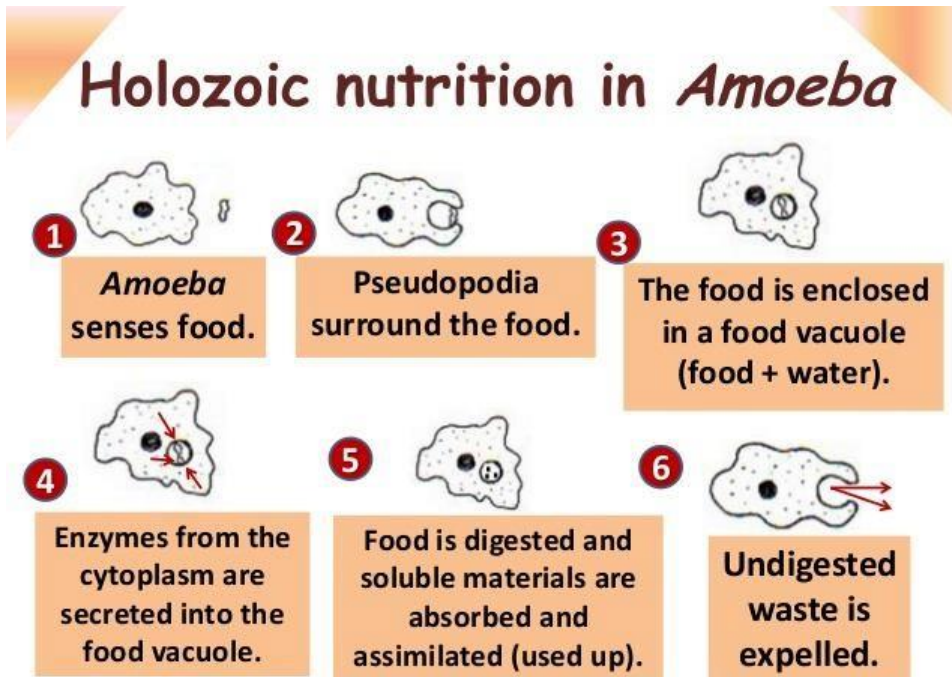 Holozoic nutrition in Amoeba
1
Amoeba
senses food.
2
Pseudopodia
surround the food.
3
The food is enclosed
in a food vacuole
(food + water).
4
Enzymes from the
cytoplasm are
secreted into the
food vacuole.
5
Food is digested and
soluble materials are
absorbed and
assimilated (used up).
6
Undigested
waste is
expelled.